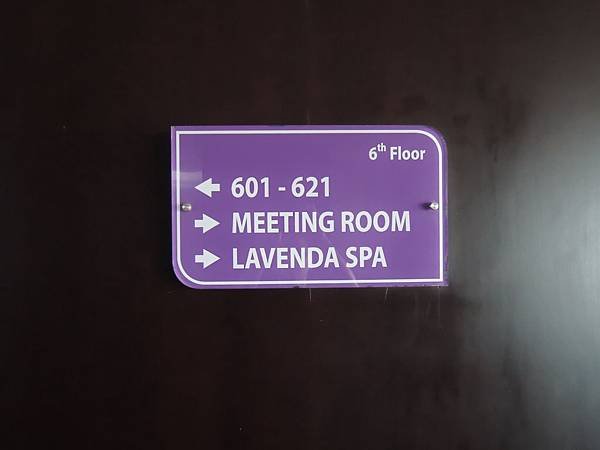 6th Floor
← 601 - 621
→ MEETING ROOM
→ LAVENDA SPA